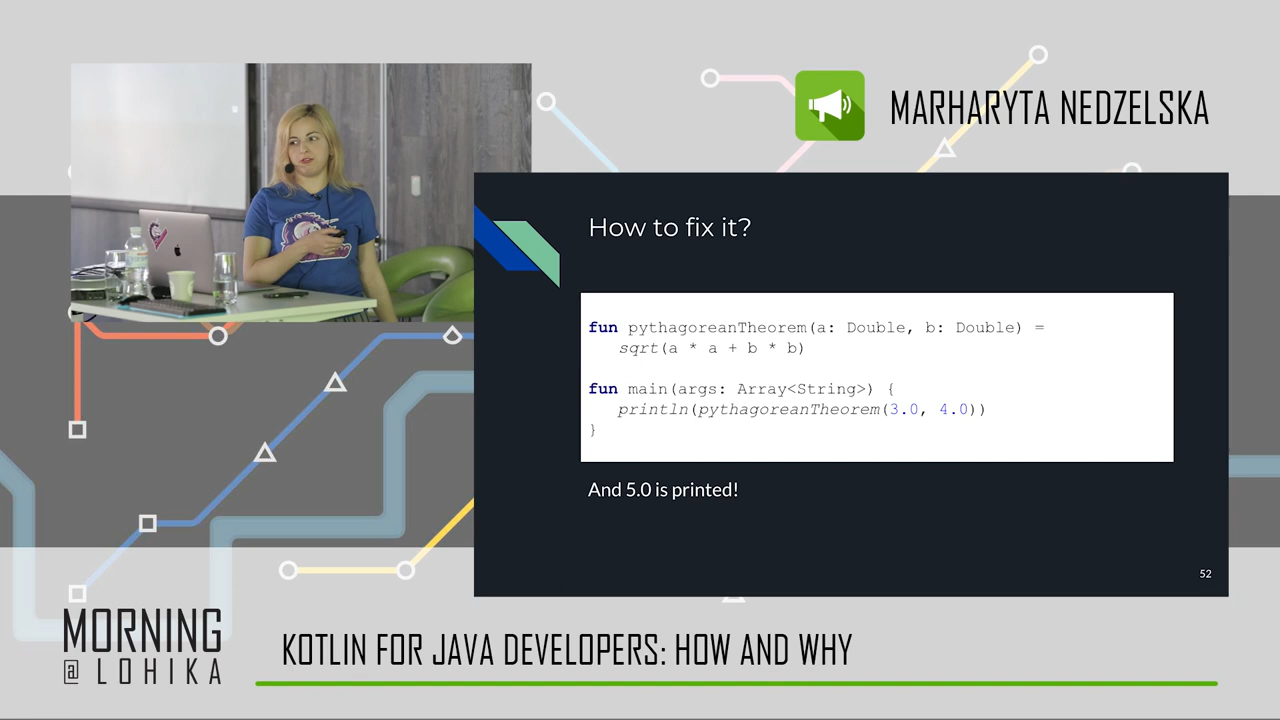 MARHARYTA NEDZELSKA
How to fix it?
fun pythagoreanTheorem(a: Double, b: Double) =
sqrt(a * a + b * b)
fun main(args: Array<String>) {
println(pythagoreanTheorem(3.0, 4.0))
}
And 5.0 is printed!
52
MORNING
@ LOHIKA
KOTLIN FOR JAVA DEVELOPERS: HOW AND WHY